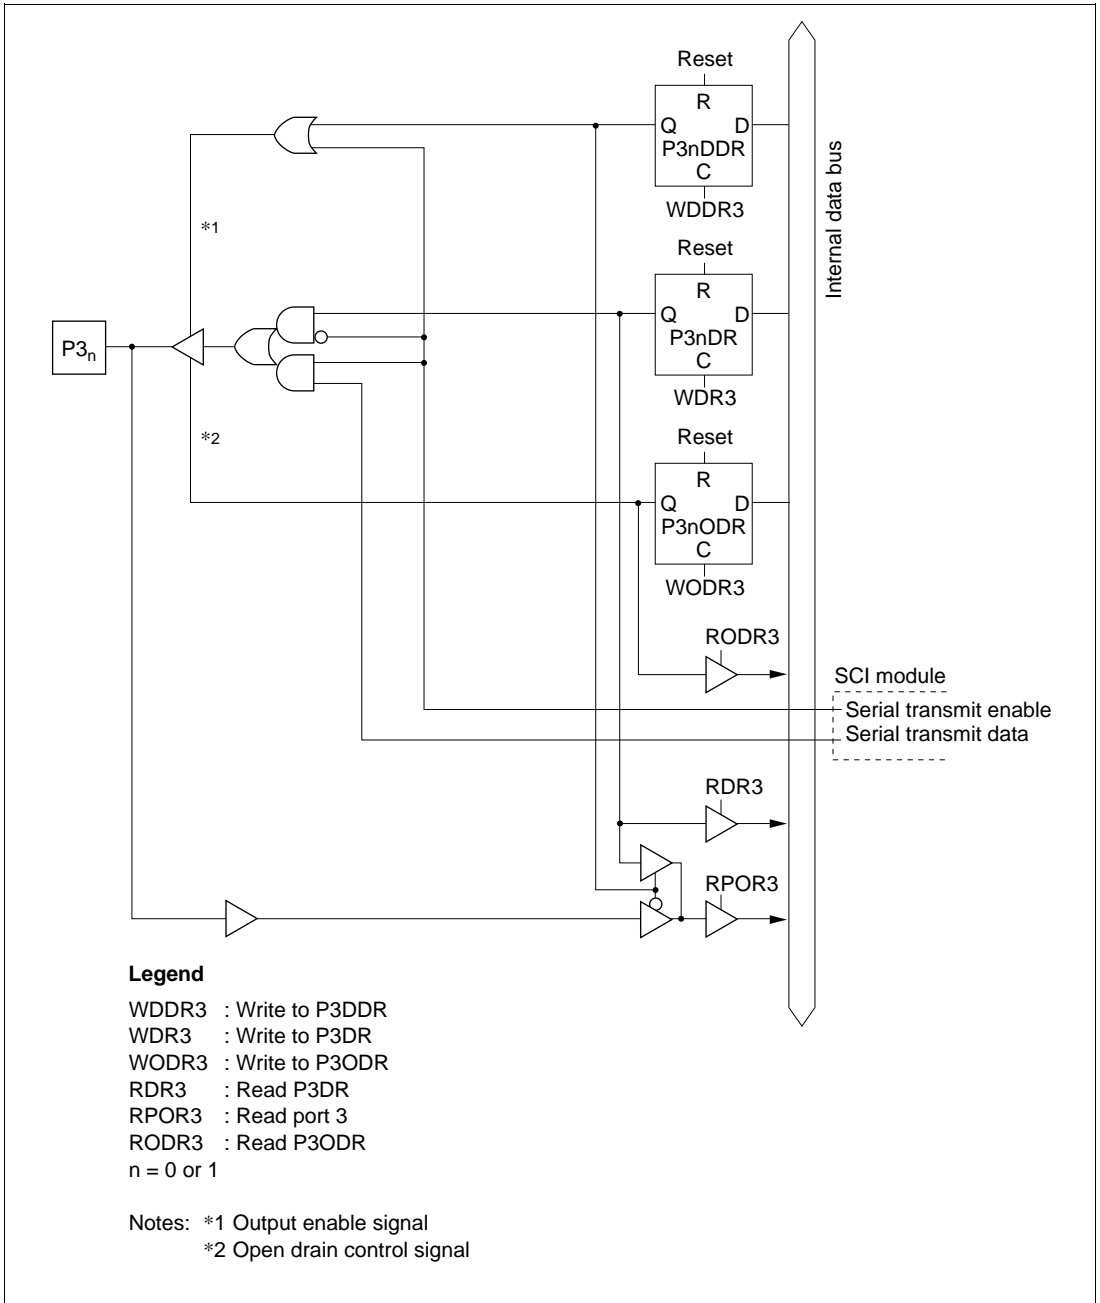 Reset
R
Q D
P3nDDR
C
WDDR3
Internal data bus
*1
Reset
R
Q D
P3nDR
C
WDR3
P3n
*2
Reset
R
Q D
P3nODR
C
WODR3
RODR3
SCI module
Serial transmit enable
Serial transmit data
RDR3
RPOR3
Legend
WDDR3 : Write to P3DDR
WDR3 : Write to P3DR
WODR3 : Write to P3ODR
RDR3 : Read P3DR
RPOR3 : Read port 3
RODR3 : Read P3ODR
n = 0 or 1
Notes: *1 Output enable signal
*2 Open drain control signal